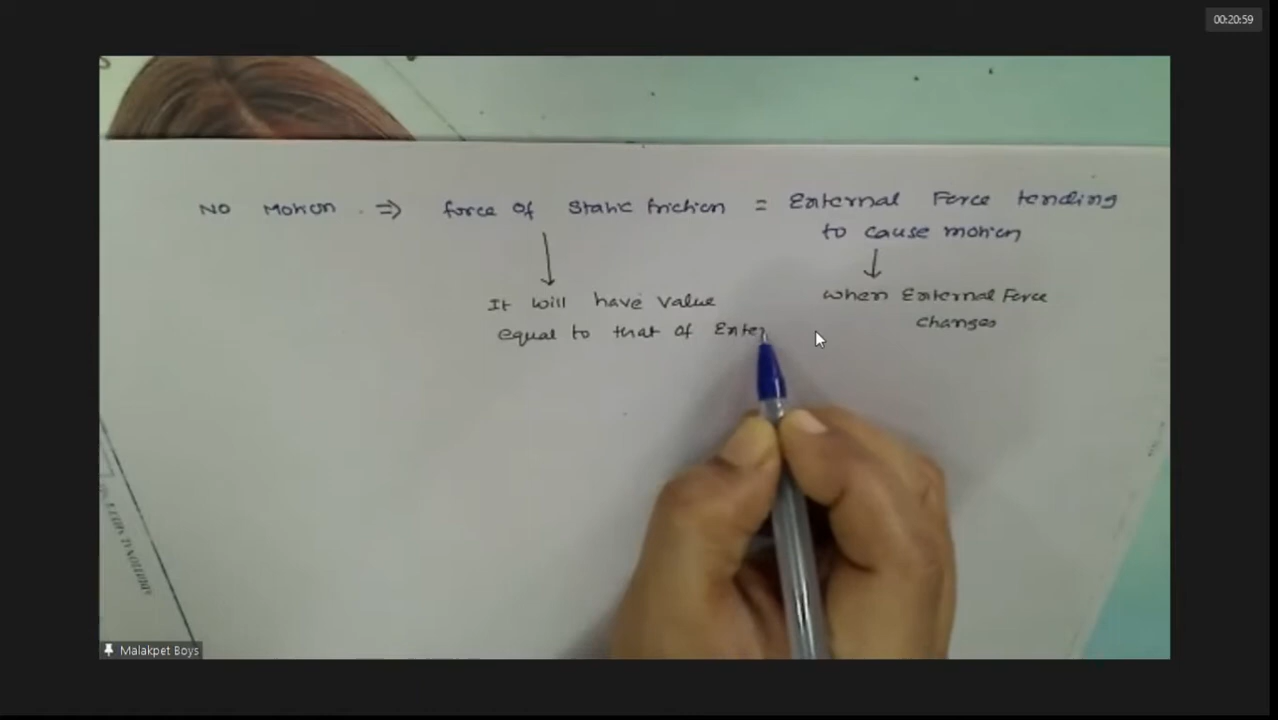 00:20:59
NO Motion => force of Static friction = External Force tending
to cause motion
It will have value
equal to that of Exter
when External Force
changes
Malakpet Boys